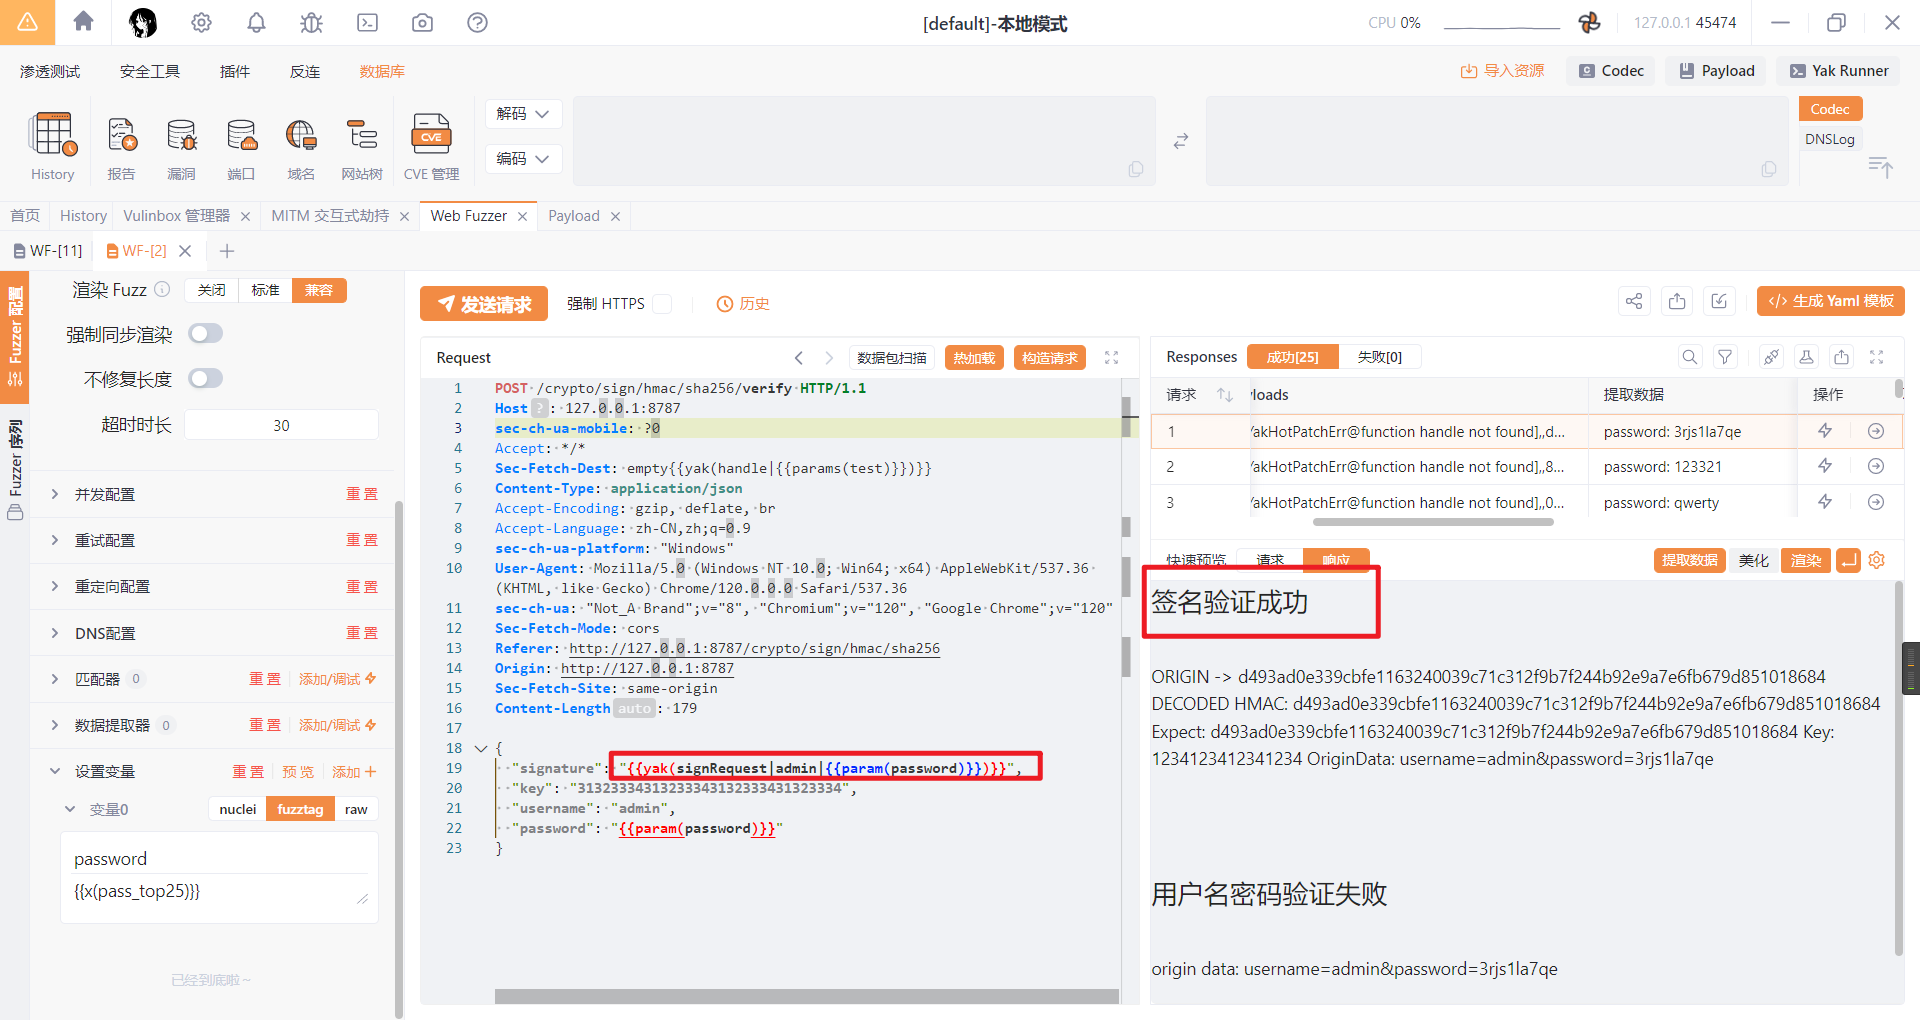 [default]-本地模式
CPU 0%
127.0.0.1 45474
渗透测试 安全工具 插件 反连 数据库
导入资源 Codec Payload Yak Runner
History 报告 漏洞 端口 域名 网站树 CVE 管理
CVE
解码
编码
Codec
DNSLog
首页 History Vulinbox 管理器 MITM 交互式劫持 Web Fuzzer Payload
WF-[11] WF-[2]
Fuzzer 配置
Fuzzer 序列
渲染 Fuzz 关闭 标准 兼容
强制同步渲染
不修复长度
超时时长 30
并发配置 重置
重试配置 重置
重定向配置 重置
DNS配置 重置
匹配器 0 重置 添加/调试
数据提取器 0 重置 添加/调试
设置变量 重置 预览 添加
变量0 nuclei fuzztag raw
password
{{x(pass_top25)}}
已经到底啦~
发送请求 强制 HTTPS 历史
生成 Yaml 模板
Request 数据包扫描 热加载 构造请求
1 POST /crypto/sign/hmac/sha256/verify HTTP/1.1
2 Host ? : 127.0.0.1:8787
3 sec-ch-ua-mobile: ?0
4 Accept: */*
5 Sec-Fetch-Dest: empty{{yak(handle|{{params(test)}})}}
6 Content-Type: application/json
7 Accept-Encoding: gzip, deflate, br
8 Accept-Language: zh-CN,zh;q=0.9
9 sec-ch-ua-platform: "Windows"
10 User-Agent: Mozilla/5.0 (Windows NT 10.0; Win64; x64) AppleWebKit/537.36
(KHTML, like Gecko) Chrome/120.0.0.0 Safari/537.36
11 sec-ch-ua: "Not_A Brand";v="8", "Chromium";v="120", "Google Chrome";v="120"
12 Sec-Fetch-Mode: cors
13 Referer: http://127.0.0.1:8787/crypto/sign/hmac/sha256
14 Origin: http://127.0.0.1:8787
15 Sec-Fetch-Site: same-origin
16 Content-Length auto : 179
17
18 {
19 "signature": "{{yak(signRequest|admin|{{param(password)}})}}",
20 "key": "31323334313233343132333431323334",
21 "username": "admin",
22 "password": "{{param(password)}}"
23 }
Responses 成功[25] 失败[0]
请求 loads 提取数据 操作
1 YakHotPatchErr@function handle not found],,d... password: 3rjs1la7qe
2 YakHotPatchErr@function handle not found],,8... password: 123321
3 YakHotPatchErr@function handle not found],,0... password: qwerty
快速预览 请求 响应 提取数据 美化 渲染
签名验证成功
ORIGIN -> d493ad0e339cbfe1163240039c71c312f9b7f244b92e9a7e6fb679d851018684
DECODED HMAC: d493ad0e339cbfe1163240039c71c312f9b7f244b92e9a7e6fb679d851018684
Expect: d493ad0e339cbfe1163240039c71c312f9b7f244b92e9a7e6fb679d851018684 Key:
1234123412341234 OriginData: username=admin&password=3rjs1la7qe
用户名密码验证失败
origin data: username=admin&password=3rjs1la7qe